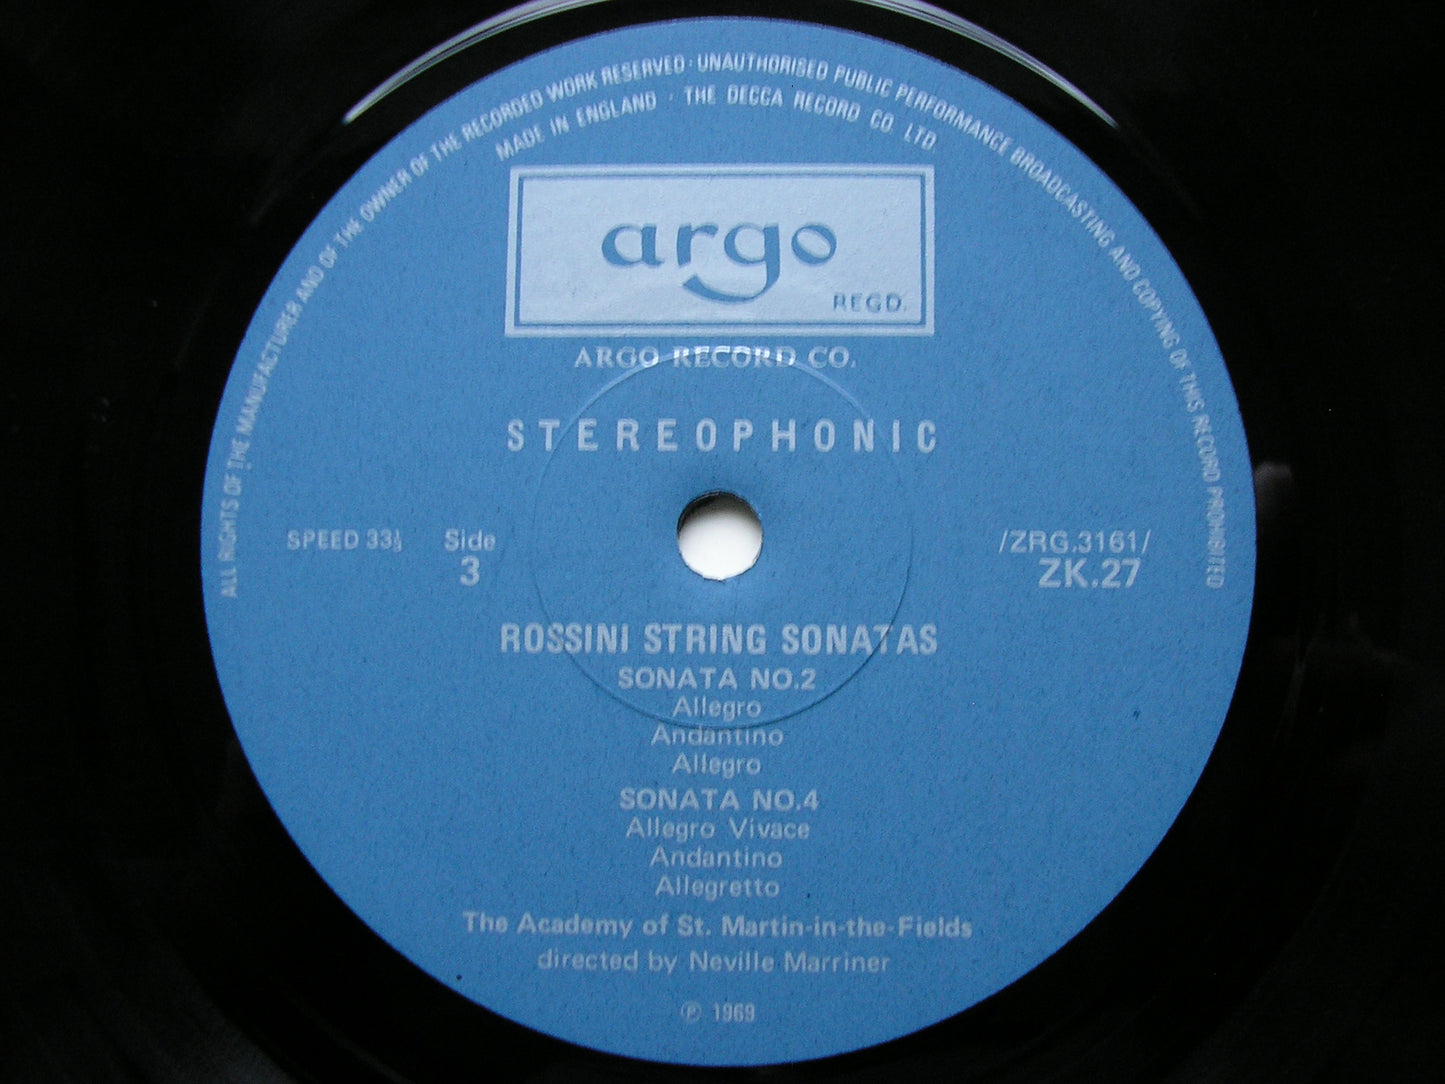 ALL RIGHTS OF THE MANUFACTURER AND OF THE OWNER OF THE RECORDED WORK RESERVED · UNAUTHORISED PUBLIC PERFORMANCE BROADCASTING AND COPYING OF THIS RECORD PROHIBITED
MADE IN ENGLAND · THE DECCA RECORD CO. LTD.
argo
REGD.
ARGO RECORD CO.
STEREOPHONIC
SPEED 33⅓ Side /ZRG.3161/
3 ZK.27
ROSSINI STRING SONATAS
SONATA NO.2
Allegro
Andantino
Allegro
SONATA NO.4
Allegro Vivace
Andantino
Allegretto
The Academy of St. Martin-in-the-Fields
directed by Neville Marriner
℗ 1969